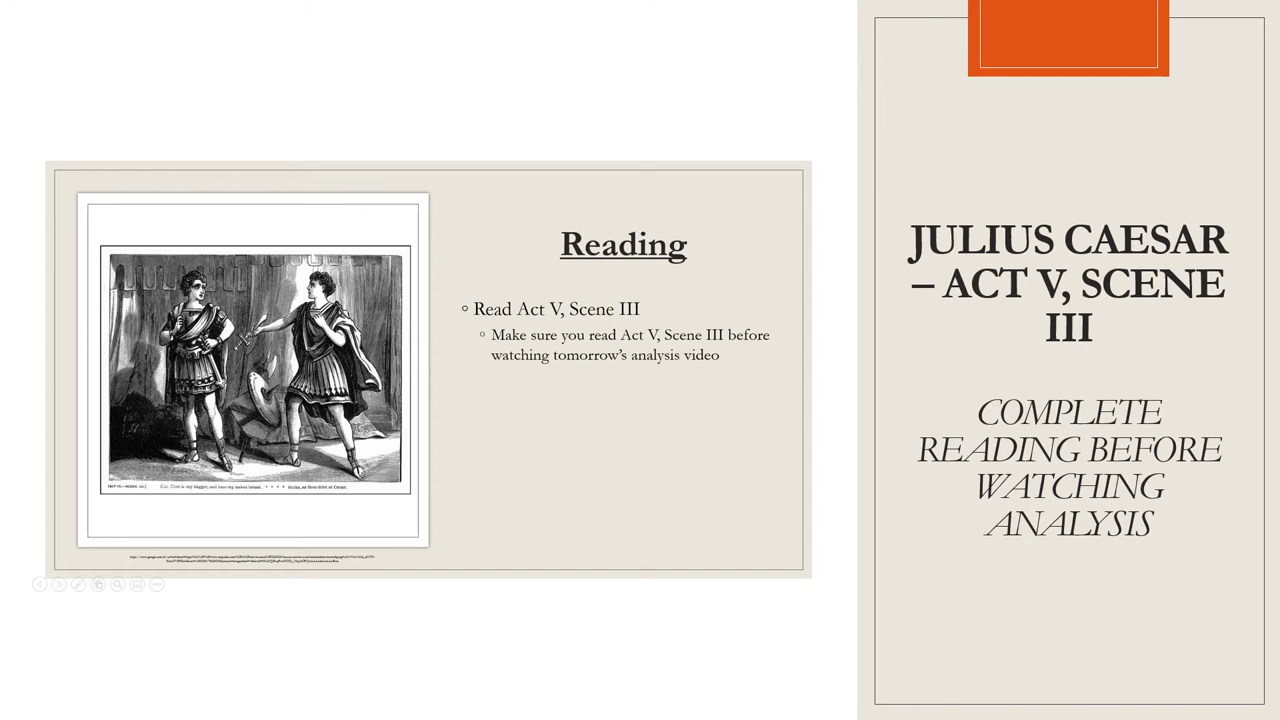 Reading
Read Act V, Scene III
Make sure you read Act V, Scene III before
watching tomorrow's analysis video
JULIUS CAESAR
– ACT V, SCENE
III
COMPLETE
READING BEFORE
WATCHING
ANALYSIS